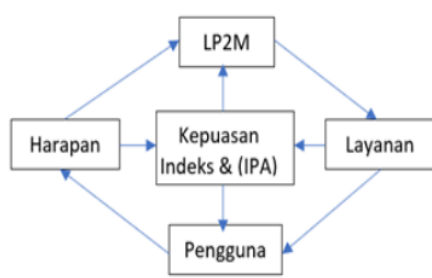 LP2M
Harapan
Kepuasan
Indeks & (IPA)
Layanan
Pengguna